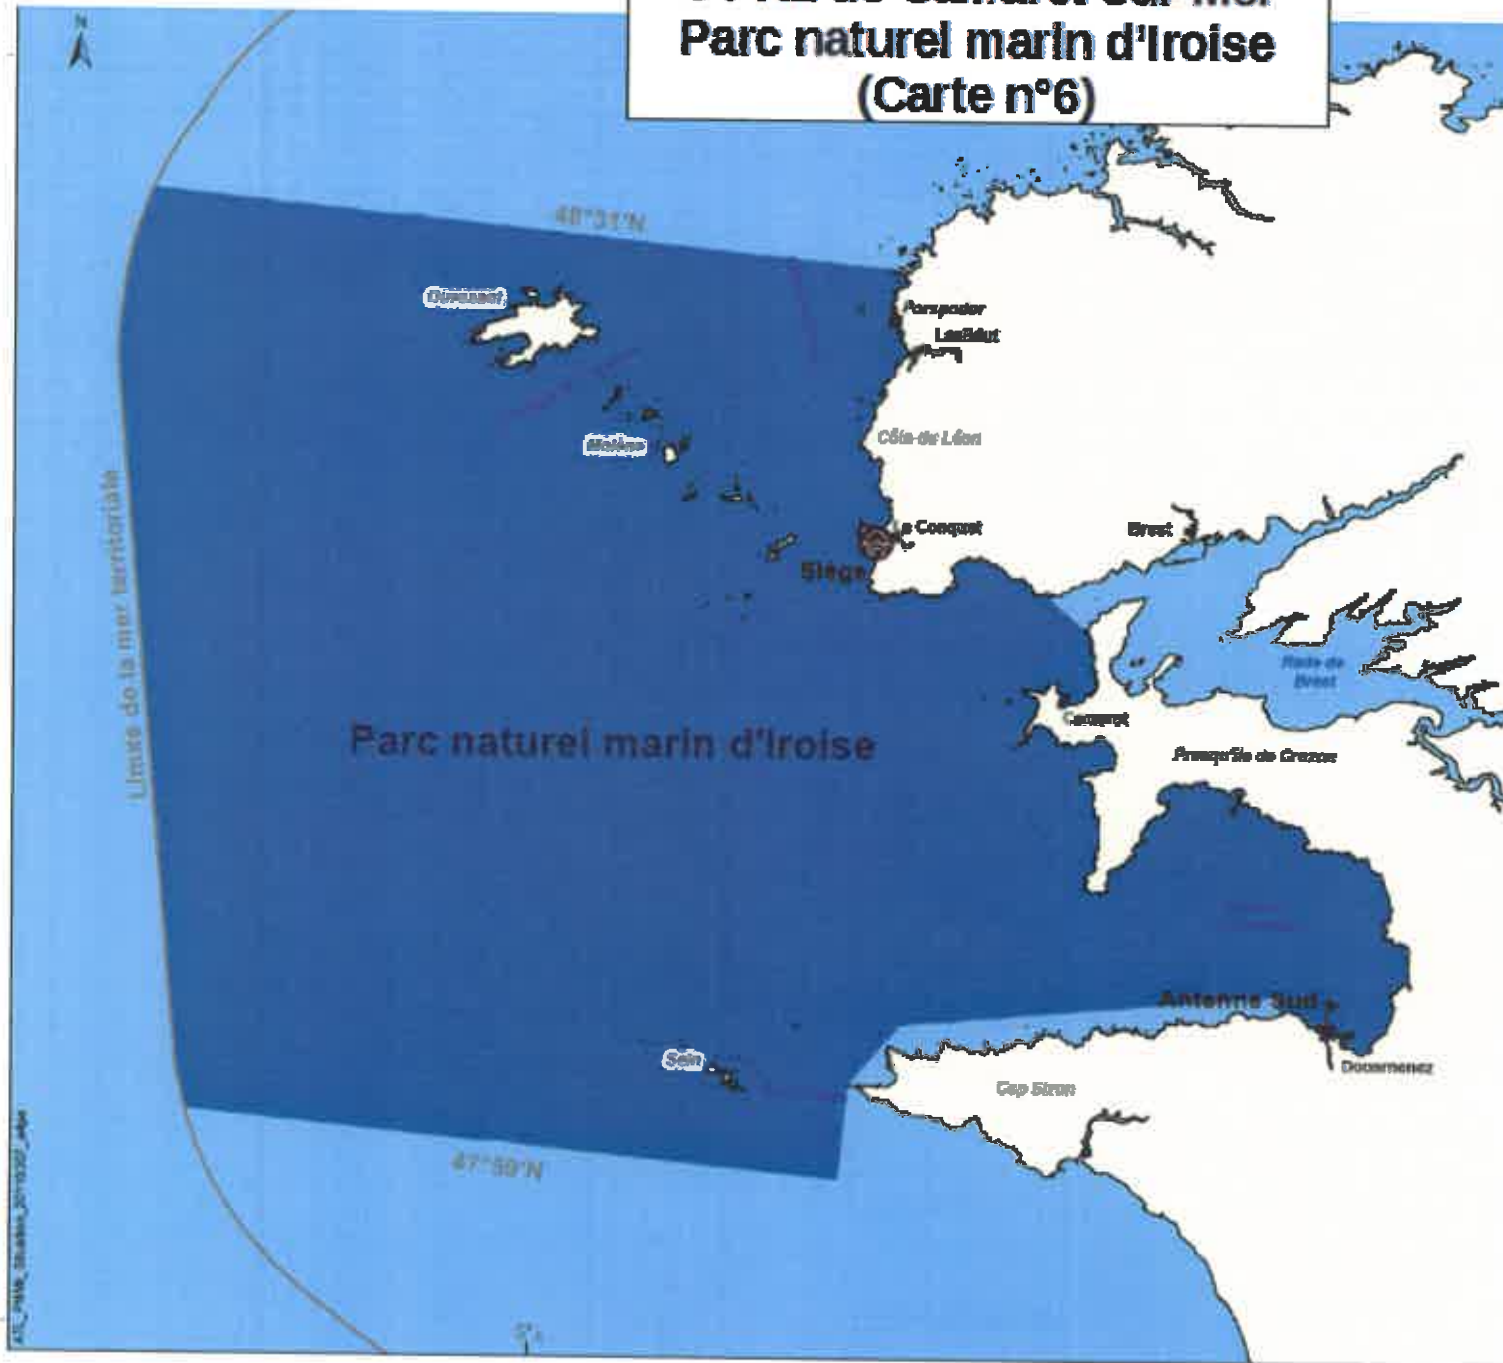 N
Parc naturel marin d'Iroise
(Carte n°6)
48°31'N
Ouessant
Porspoder
Lanildut
Molène
Côte de Léon
Le Conquet
Brest
Siège
Limite de la mer territoriale
Rade de
Brest
Camaret
Parc naturel marin d'Iroise
Presqu'île de Crozon
Antenne Sud
Sein
Douarnenez
Cap Sizun
47°59'N